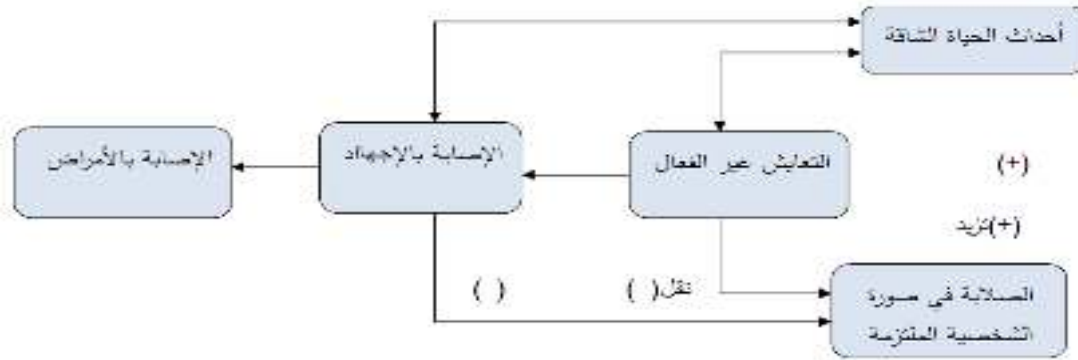 أحداث الحياة الشاقة
الإصابة بالأمراض
الإصابة بالإجهاد
التعايش غير الفعال
(+)
(+)تزيد
( )
تقل( )
الصلابة في صورة
الشخصية الملتزمة